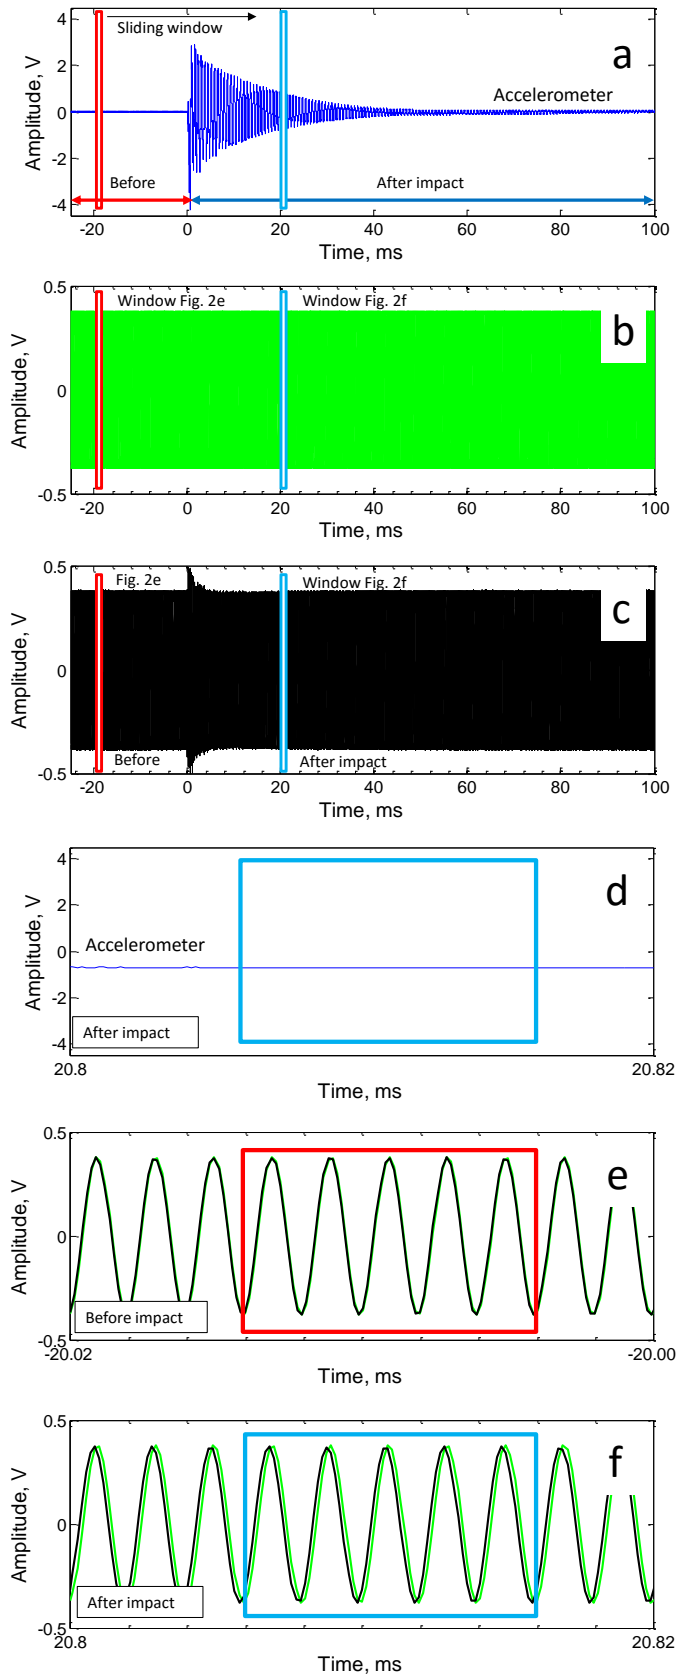 Sliding window
a
Accelerometer
Before
After impact
Amplitude, V
4
2
0
-2
-4
-20 0 20 40 60 80 100
Time, ms
Window Fig. 2e
Window Fig. 2f
b
Amplitude, V
0.5
0
-0.5
-20 0 20 40 60 80 100
Time, ms
Fig. 2e
Window Fig. 2f
c
Before
After impact
Amplitude, V
0.5
0
-0.5
-20 0 20 40 60 80 100
Time, ms
d
Accelerometer
After impact
Amplitude, V
4
2
0
-2
-4
20.8 20.82
Time, ms
e
Before impact
Amplitude, V
0.5
0
-0.5
-20.02 -20.00
Time, ms
f
After impact
Amplitude, V
0.5
0
-0.5
20.8 20.82
Time, ms